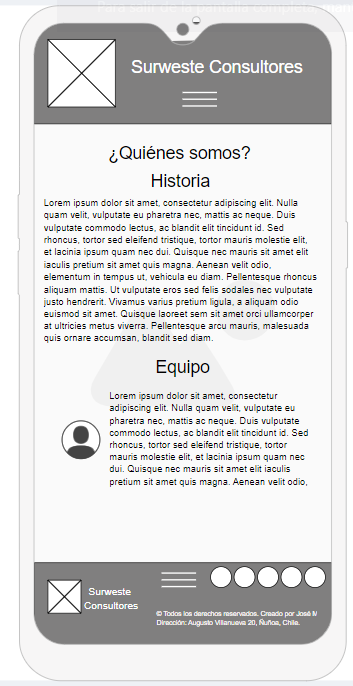 Para salir de la pantalla completa, man
Surweste Consultores
¿Quiénes somos?
Historia
Lorem ipsum dolor sit amet, consectetur adipiscing elit. Nulla
quam velit, vulputate eu pharetra nec, mattis ac neque. Duis
vulputate commodo lectus, ac blandit elit tincidunt id. Sed
rhoncus, tortor sed eleifend tristique, tortor mauris molestie elit,
et lacinia ipsum quam nec dui. Quisque nec mauris sit amet elit
iaculis pretium sit amet quis magna. Aenean velit odio,
elementum in tempus ut, vehicula eu diam. Pellentesque rhoncus
aliquam mattis. Ut vulputate eros sed felis sodales nec vulputate
justo hendrerit. Vivamus varius pretium ligula, a aliquam odio
euismod sit amet. Quisque laoreet sem sit amet orci ullamcorper
at ultricies metus viverra. Pellentesque arcu mauris, malesuada
quis ornare accumsan, blandit sed diam.
Equipo
Lorem ipsum dolor sit amet, consectetur
adipiscing elit. Nulla quam velit, vulputate eu
pharetra nec, mattis ac neque. Duis vulputate
commodo lectus, ac blandit elit tincidunt id. Sed
rhoncus, tortor sed eleifend tristique, tortor
mauris molestie elit, et lacinia ipsum quam nec
dui. Quisque nec mauris sit amet elit iaculis
pretium sit amet quis magna. Aenean velit odio,
Surweste
Consultores
© Todos los derechos reservados. Creado por José M
Dirección: Augusto Villanueva 20, Ñuñoa, Chile.